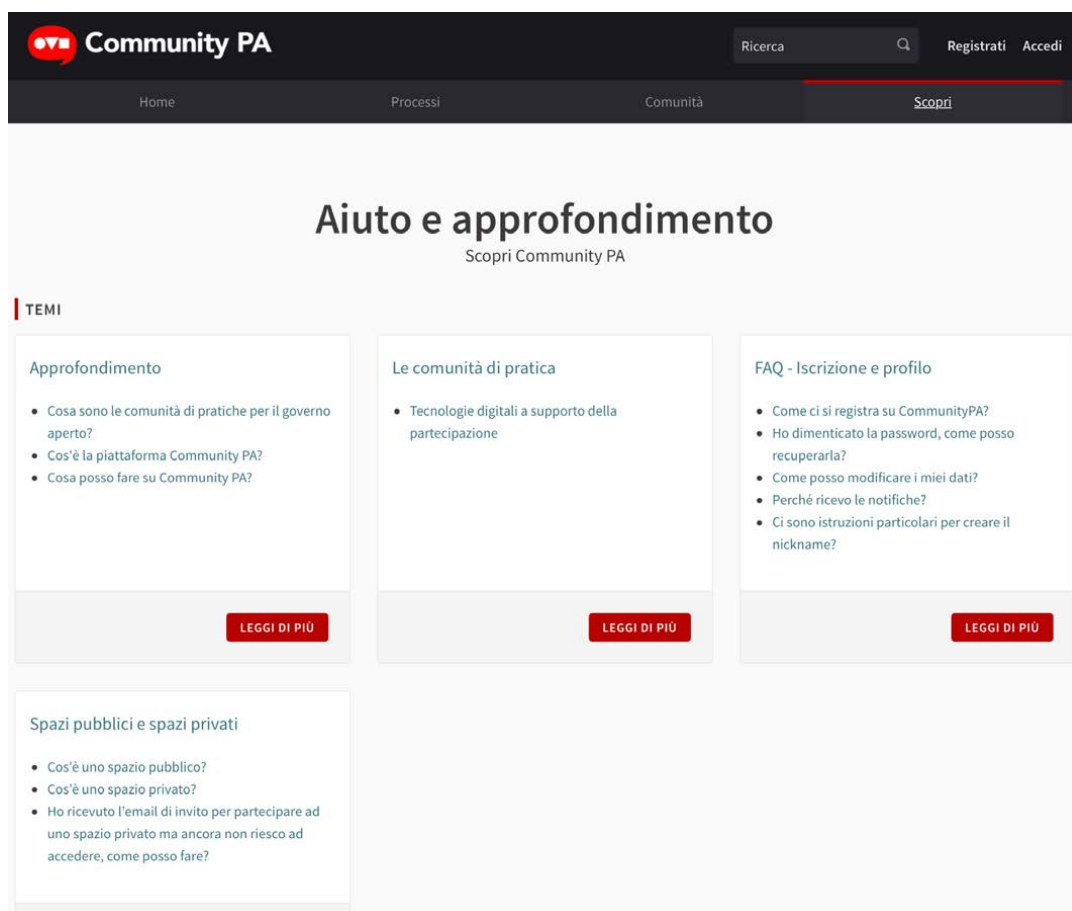 Community PA
Ricerca
Registrati Accedi
Home Processi Comunità Scopri
Aiuto e approfondimento
Scopri Community PA
TEMI
Approfondimento
Cosa sono le comunità di pratiche per il governo
aperto?
Cos'è la piattaforma Community PA?
Cosa posso fare su Community PA?
LEGGI DI PIÙ
Le comunità di pratica
Tecnologie digitali a supporto della
partecipazione
LEGGI DI PIÙ
FAQ - Iscrizione e profilo
Come ci si registra su CommunityPA?
Ho dimenticato la password, come posso
recuperarla?
Come posso modificare i miei dati?
Perché ricevo le notifiche?
Ci sono istruzioni particolari per creare il
nickname?
LEGGI DI PIÙ
Spazi pubblici e spazi privati
Cos'è uno spazio pubblico?
Cos'è uno spazio privato?
Ho ricevuto l'email di invito per partecipare ad
uno spazio privato ma ancora non riesco ad
accedere, come posso fare?